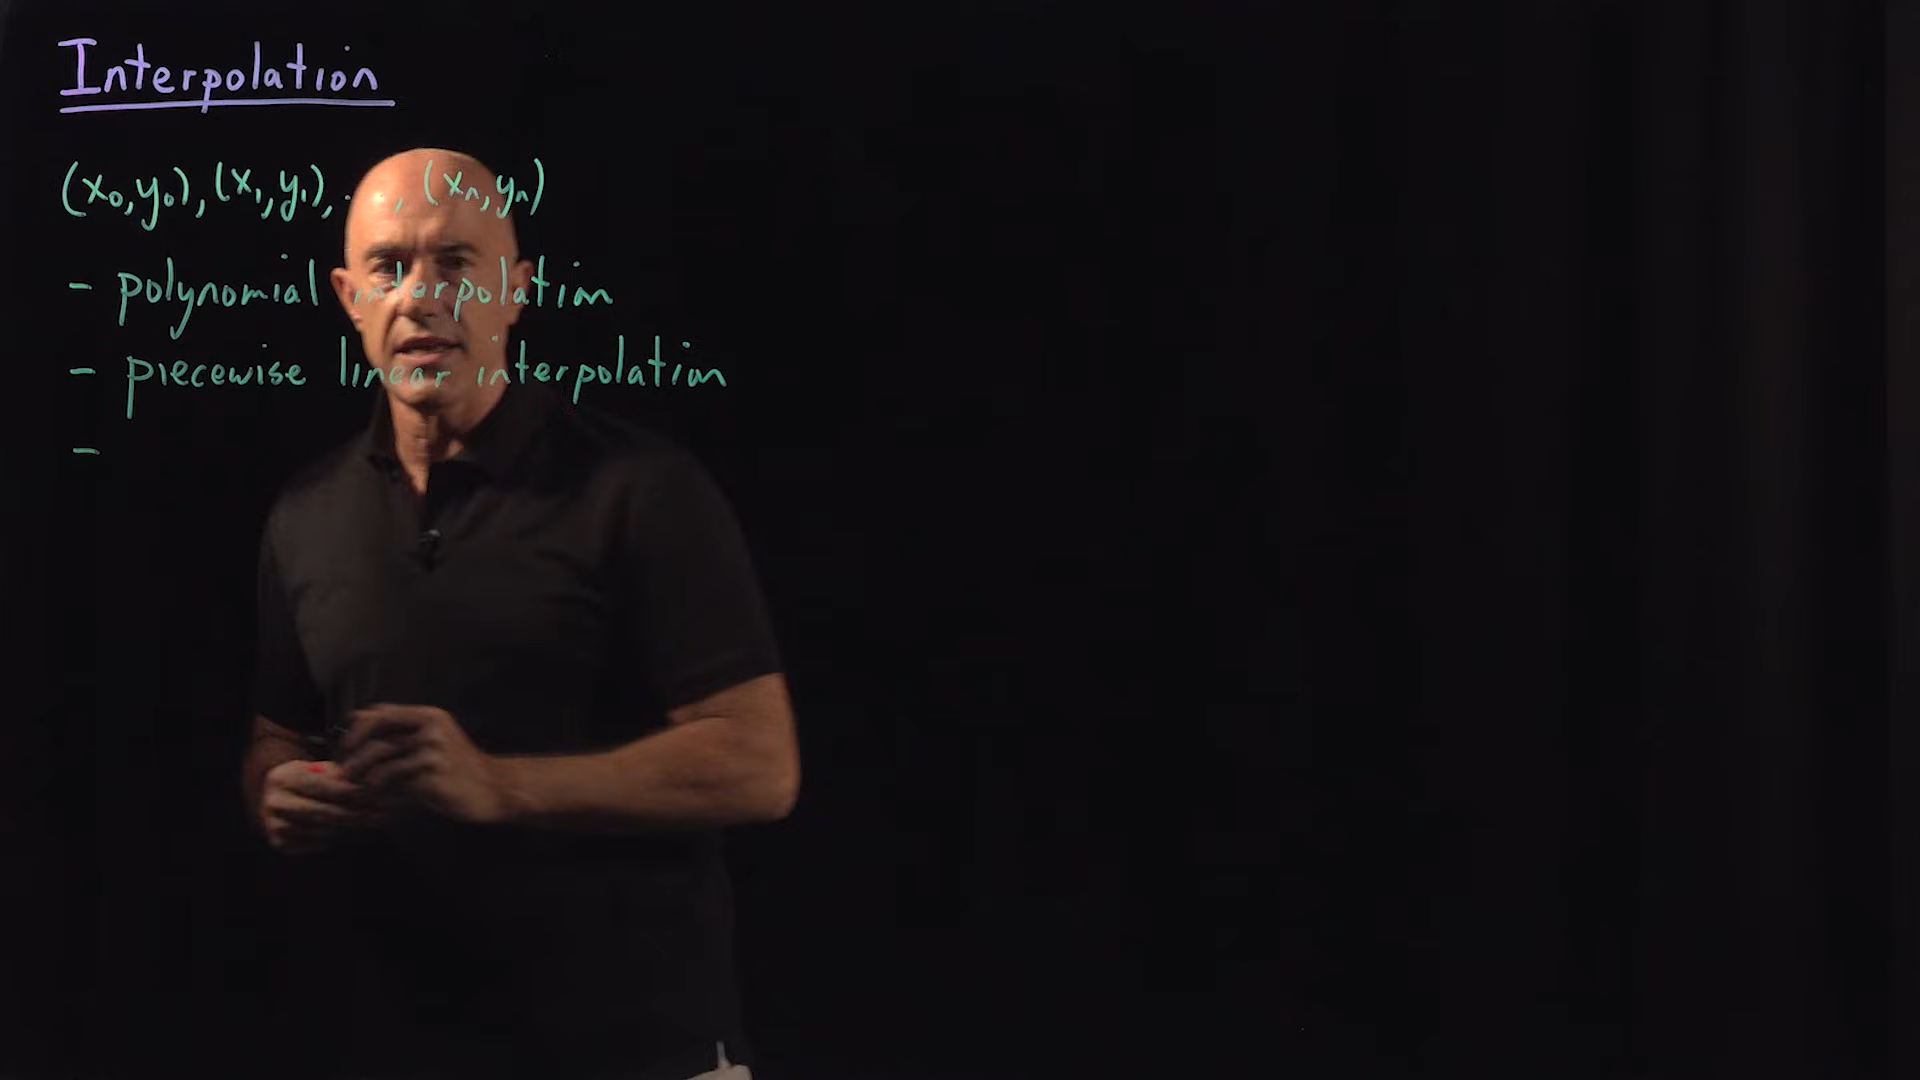 Interpolation
(x₀,y₀), (x₁,y₁), ..., (xₙ,yₙ)
- polynomial interpolation
- piecewise linear interpolation
-